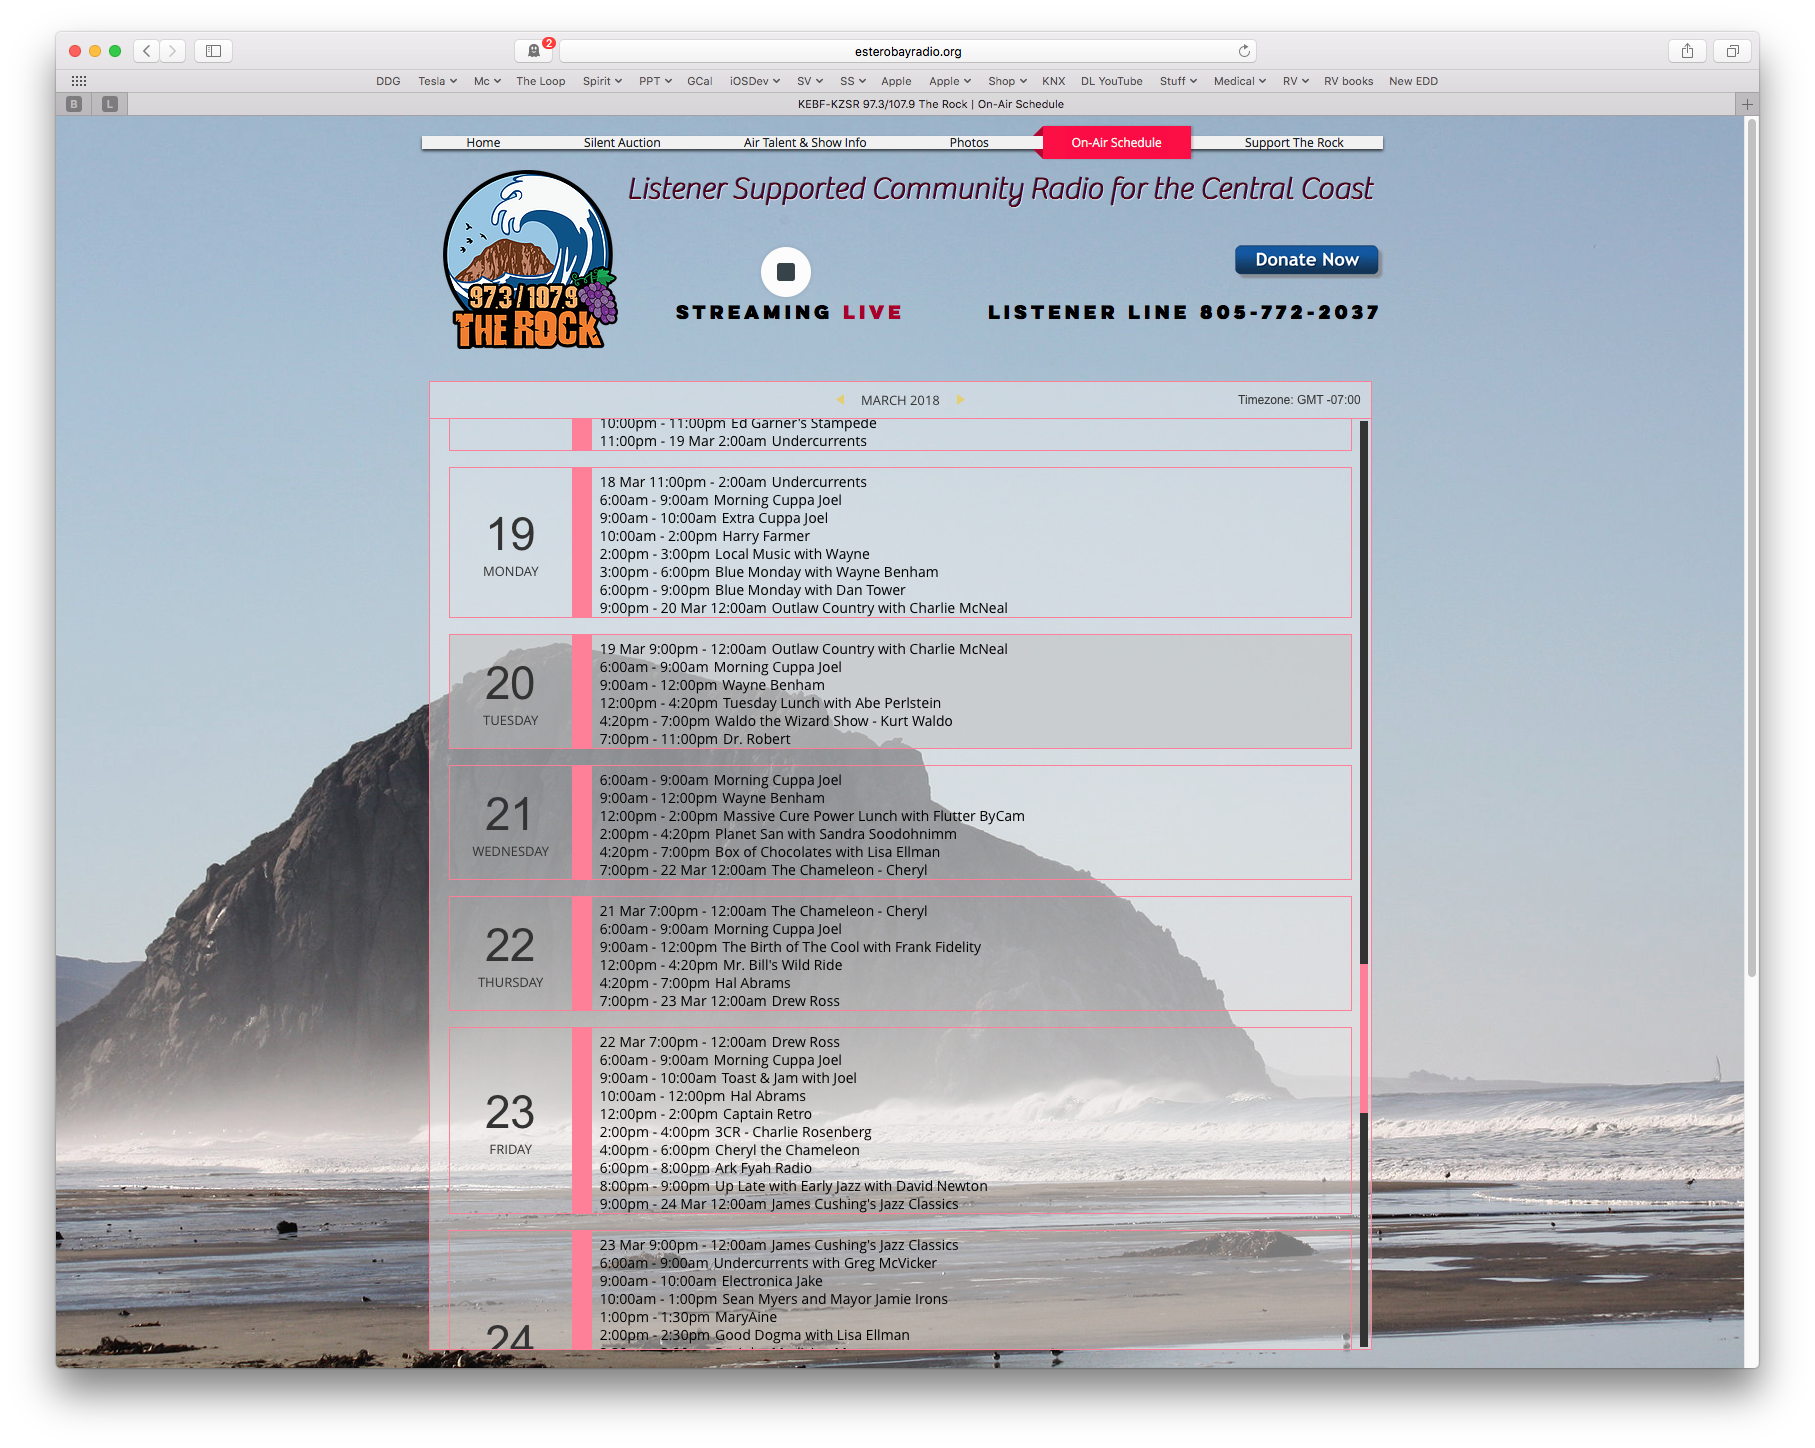 2
esterobayradio.org
DDG Tesla Mc The Loop Spirit PPT GCal iOSDev SV SS Apple Apple Shop KNX DL YouTube Stuff Medical RV RV books New EDD
B L KEBF-KZSR 97.3/107.9 The Rock | On-Air Schedule
Home Silent Auction Air Talent & Show Info Photos On-Air Schedule Support The Rock
Listener Supported Community Radio for the Central Coast
Donate Now
97.3/107.9
THE ROCK
STREAMING LIVE LISTENER LINE 805-772-2037
MARCH 2018 Timezone: GMT -07:00
10:00pm - 11:00pm Ed Garner's Stampede
11:00pm - 19 Mar 2:00am Undercurrents
19
MONDAY
18 Mar 11:00pm - 2:00am Undercurrents
6:00am - 9:00am Morning Cuppa Joel
9:00am - 10:00am Extra Cuppa Joel
10:00am - 2:00pm Harry Farmer
2:00pm - 3:00pm Local Music with Wayne
3:00pm - 6:00pm Blue Monday with Wayne Benham
6:00pm - 9:00pm Blue Monday with Dan Tower
9:00pm - 20 Mar 12:00am Outlaw Country with Charlie McNeal
20
TUESDAY
19 Mar 9:00pm - 12:00am Outlaw Country with Charlie McNeal
6:00am - 9:00am Morning Cuppa Joel
9:00am - 12:00pm Wayne Benham
12:00pm - 4:20pm Tuesday Lunch with Abe Perlstein
4:20pm - 7:00pm Waldo the Wizard Show - Kurt Waldo
7:00pm - 11:00pm Dr. Robert
21
WEDNESDAY
6:00am - 9:00am Morning Cuppa Joel
9:00am - 12:00pm Wayne Benham
12:00pm - 2:00pm Massive Cure Power Lunch with Flutter ByCam
2:00pm - 4:20pm Planet San with Sandra Soodohnimm
4:20pm - 7:00pm Box of Chocolates with Lisa Ellman
7:00pm - 22 Mar 12:00am The Chameleon - Cheryl
22
THURSDAY
21 Mar 7:00pm - 12:00am The Chameleon - Cheryl
6:00am - 9:00am Morning Cuppa Joel
9:00am - 12:00pm The Birth of The Cool with Frank Fidelity
12:00pm - 4:20pm Mr. Bill's Wild Ride
4:20pm - 7:00pm Hal Abrams
7:00pm - 23 Mar 12:00am Drew Ross
23
FRIDAY
22 Mar 7:00pm - 12:00am Drew Ross
6:00am - 9:00am Morning Cuppa Joel
9:00am - 10:00am Toast & Jam with Joel
10:00am - 12:00pm Hal Abrams
12:00pm - 2:00pm Captain Retro
2:00pm - 4:00pm 3CR - Charlie Rosenberg
4:00pm - 6:00pm Cheryl the Chameleon
6:00pm - 8:00pm Ark Fyah Radio
8:00pm - 9:00pm Up Late with Early Jazz with David Newton
9:00pm - 24 Mar 12:00am James Cushing's Jazz Classics
24
23 Mar 9:00pm - 12:00am James Cushing's Jazz Classics
6:00am - 9:00am Undercurrents with Greg McVicker
9:00am - 10:00am Electronica Jake
10:00am - 1:00pm Sean Myers and Mayor Jamie Irons
1:00pm - 1:30pm MaryAine
2:00pm - 2:30pm Good Dogma with Lisa Ellman